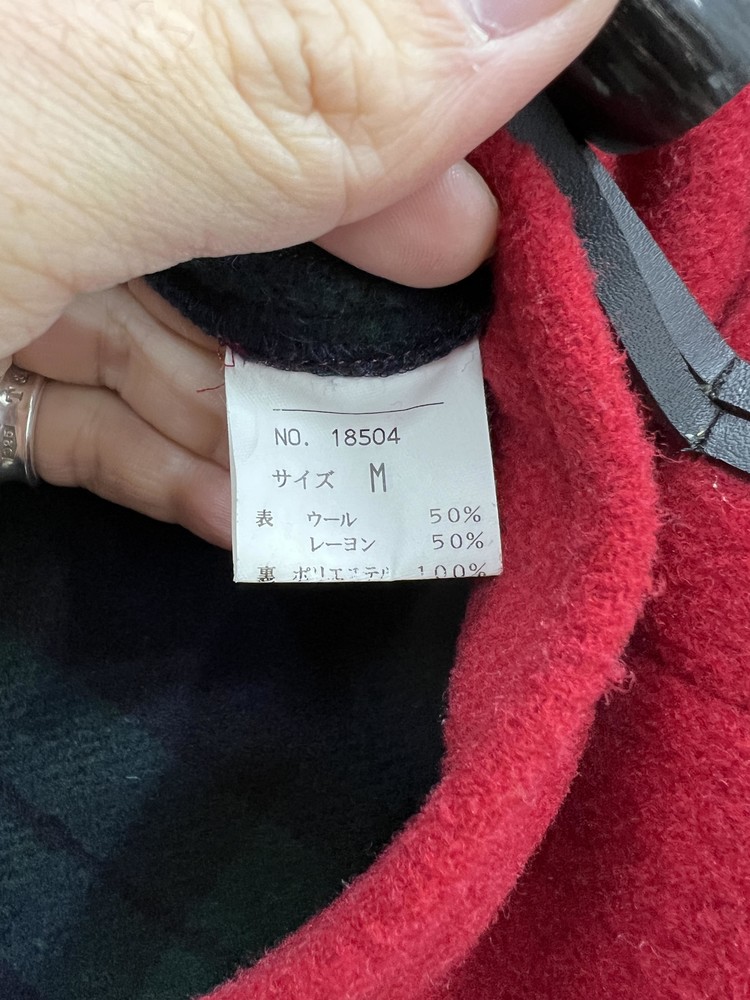 NO. 18504
サイズ M
表 ウール 50%
レーヨン 50%
裏 ポリエステル 100%
925